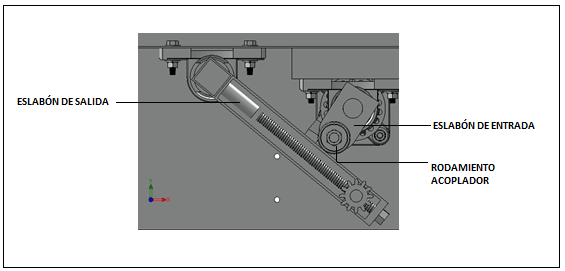 ESLABÓN DE SALIDA
ESLABÓN DE ENTRADA
RODAMIENTO
ACOPLADOR